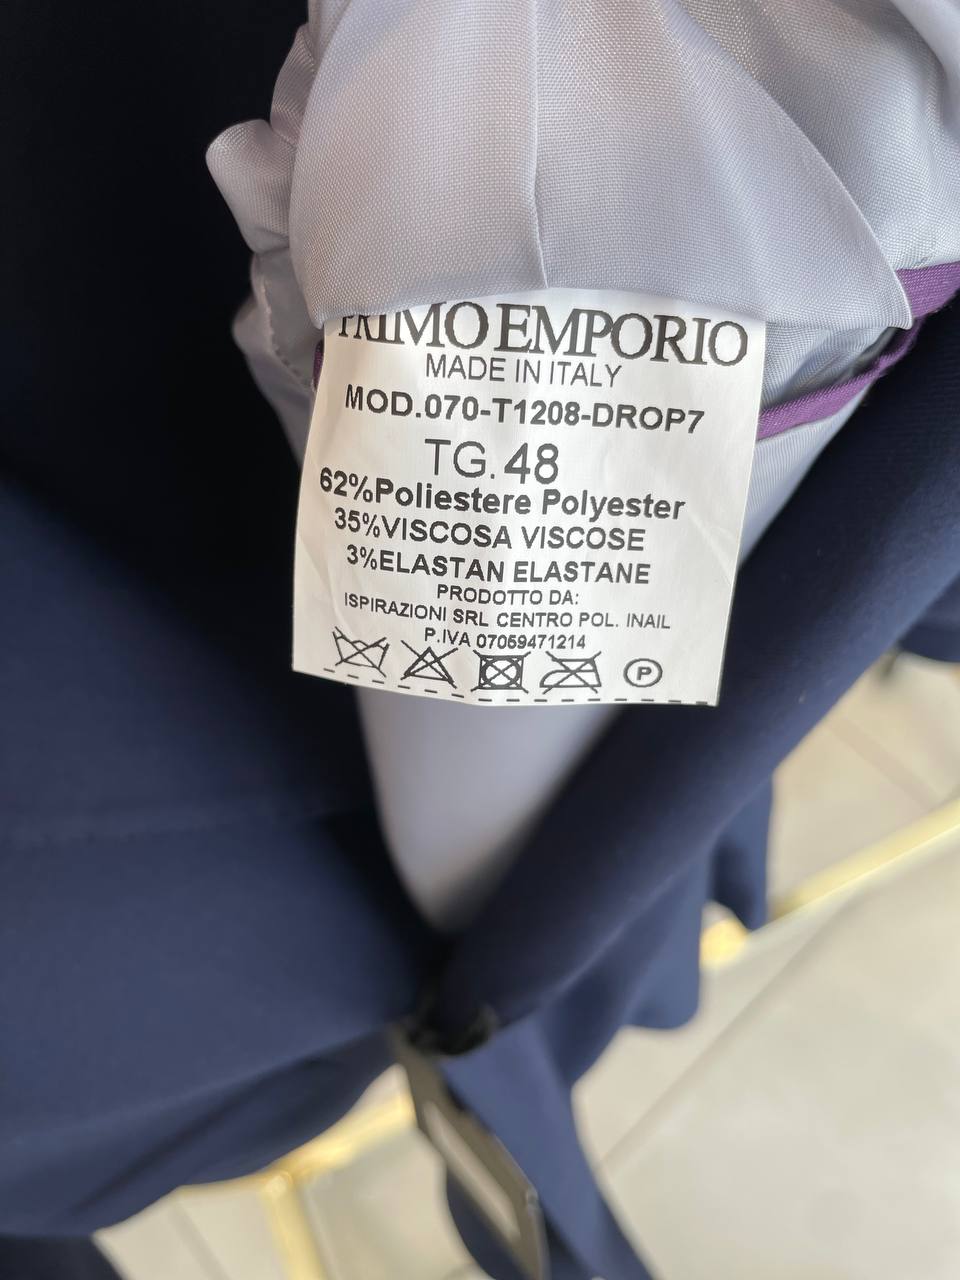 PRIMO EMPORIO
MADE IN ITALY
MOD.070-T1208-DROP7
TG. 48
62%Poliestere Polyester
35%VISCOSA VISCOSE
3%ELASTAN ELASTANE
PRODOTTO DA:
ISPIRAZIONI SRL CENTRO POL. INAIL
P.IVA 07059471214
P